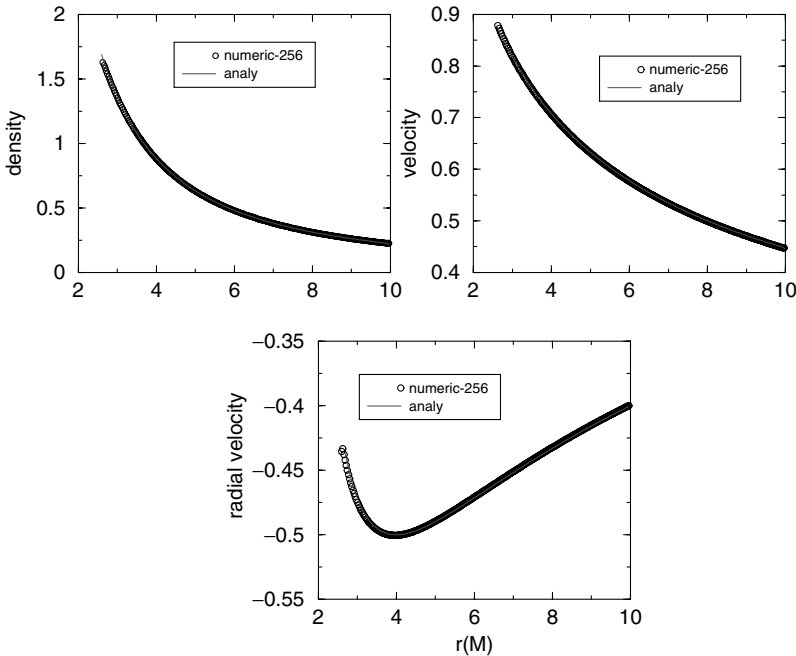 2
1.5
1
0.5
0
density
numeric-256
analy
2 4 6 8 10
0.9
0.8
0.7
0.6
0.5
0.4
velocity
numeric-256
analy
2 4 6 8 10
−0.35
−0.4
−0.45
−0.5
−0.55
radial velocity
numeric-256
analy
2 4 6 8 10
r(M)